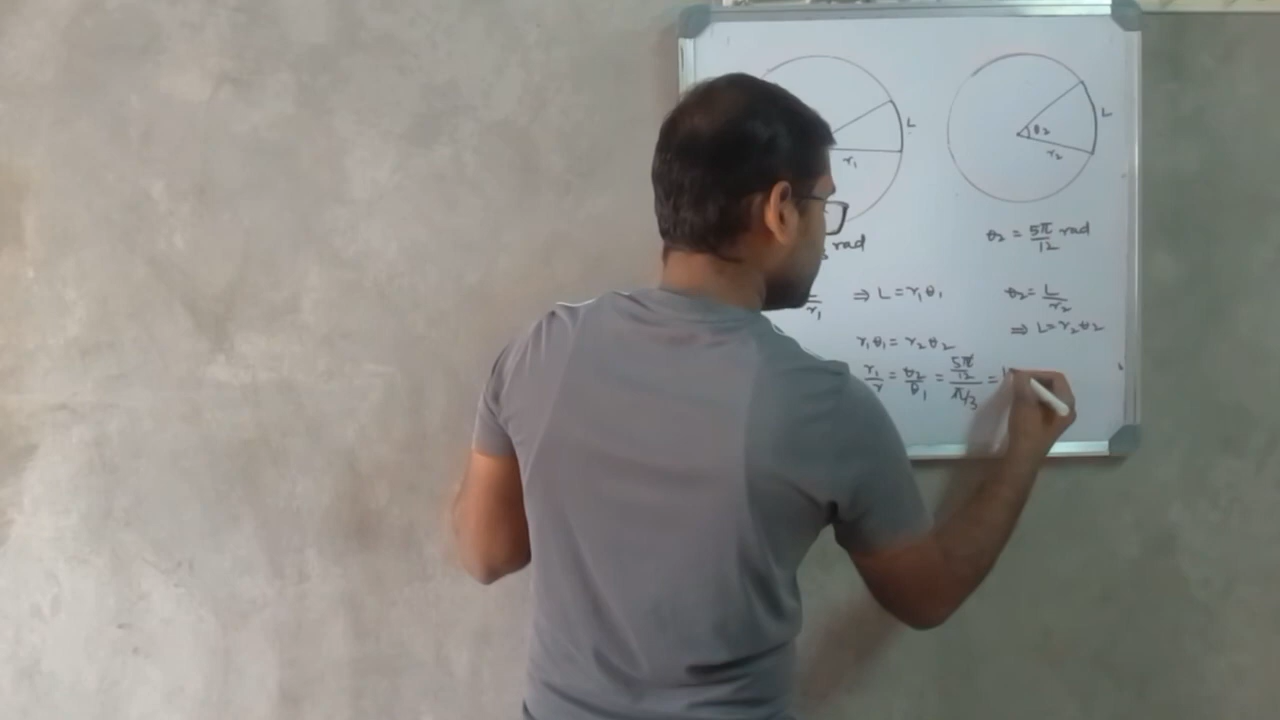 L
r₁
L
θ₂
r₂
rad
θ₂ = 5π/12 rad
r₁ ⇒ L = r₁θ₁
θ₂ = L/r₂
⇒ L = r₂θ₂
r₁θ₁ = r₂θ₂
r₁/r = θ₂/θ₁ = 5π/12/π/3 =